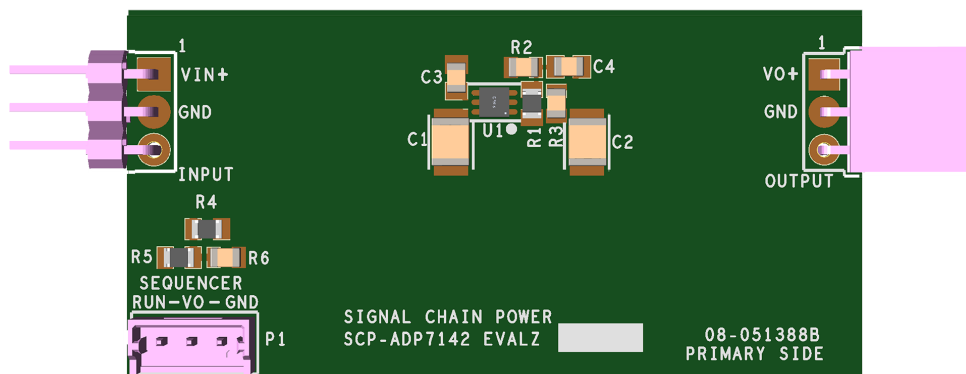 1
VIN+
GND
INPUT
R2
C3
C4
U1
R1
R3
C1
C2
1
VO+
GND
OUTPUT
R4
R5
R6
SEQUENCER
RUN-VO-GND
P1
SIGNAL CHAIN POWER
SCP-ADP7142 EVALZ
08-051388B
PRIMARY SIDE